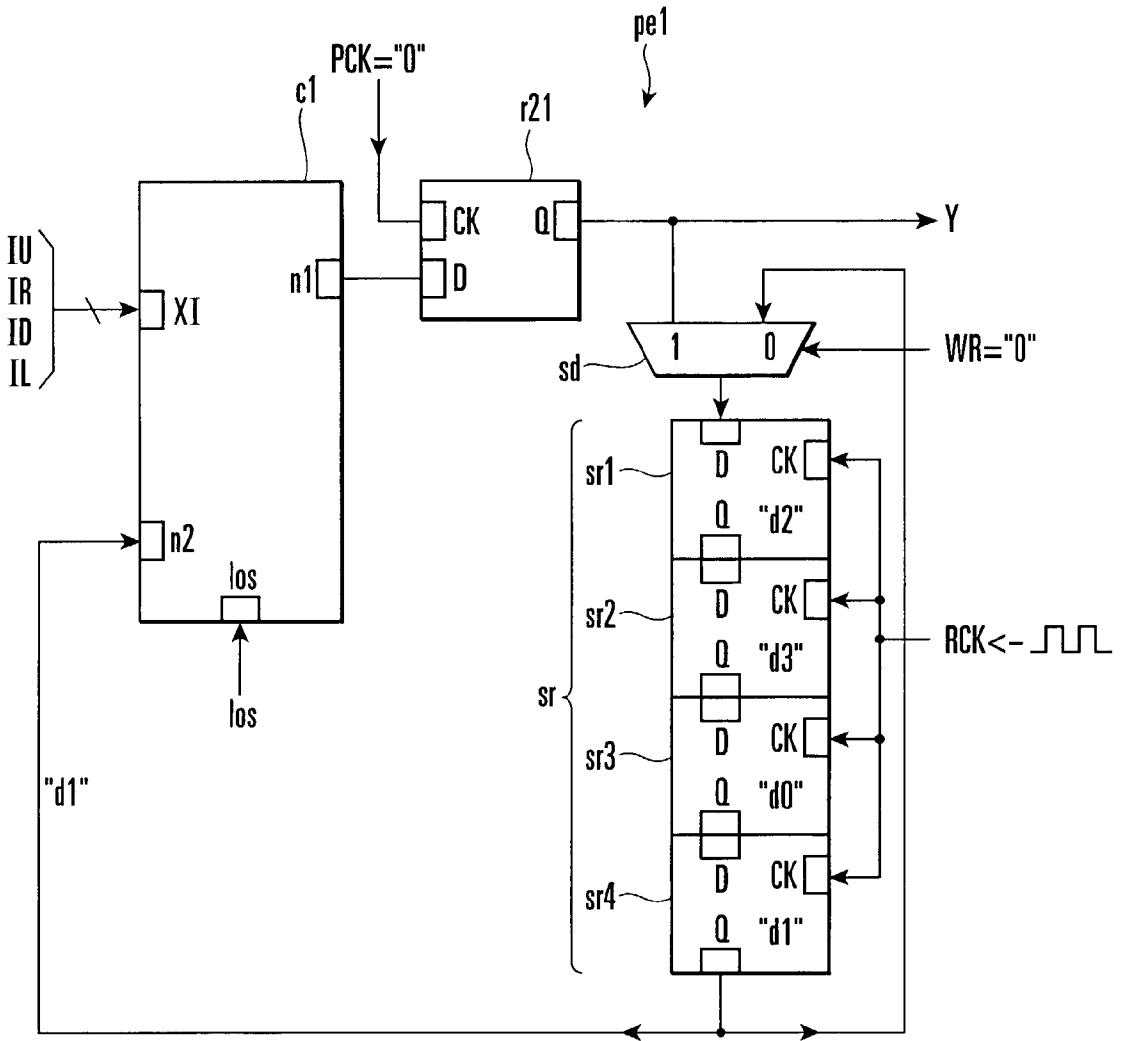 pe1
PCK="0"
c1
r21
CK
Q
Y
IU
IR
ID
IL
XI
n1
D
1
0
sd
WR="0"
sr1
D
CK
Q
"d2"
n2
los
los
sr2
D
CK
Q
"d3"
RCK<-
sr
sr3
D
CK
Q
"d0"
"d1"
sr4
D
CK
Q
"d1"